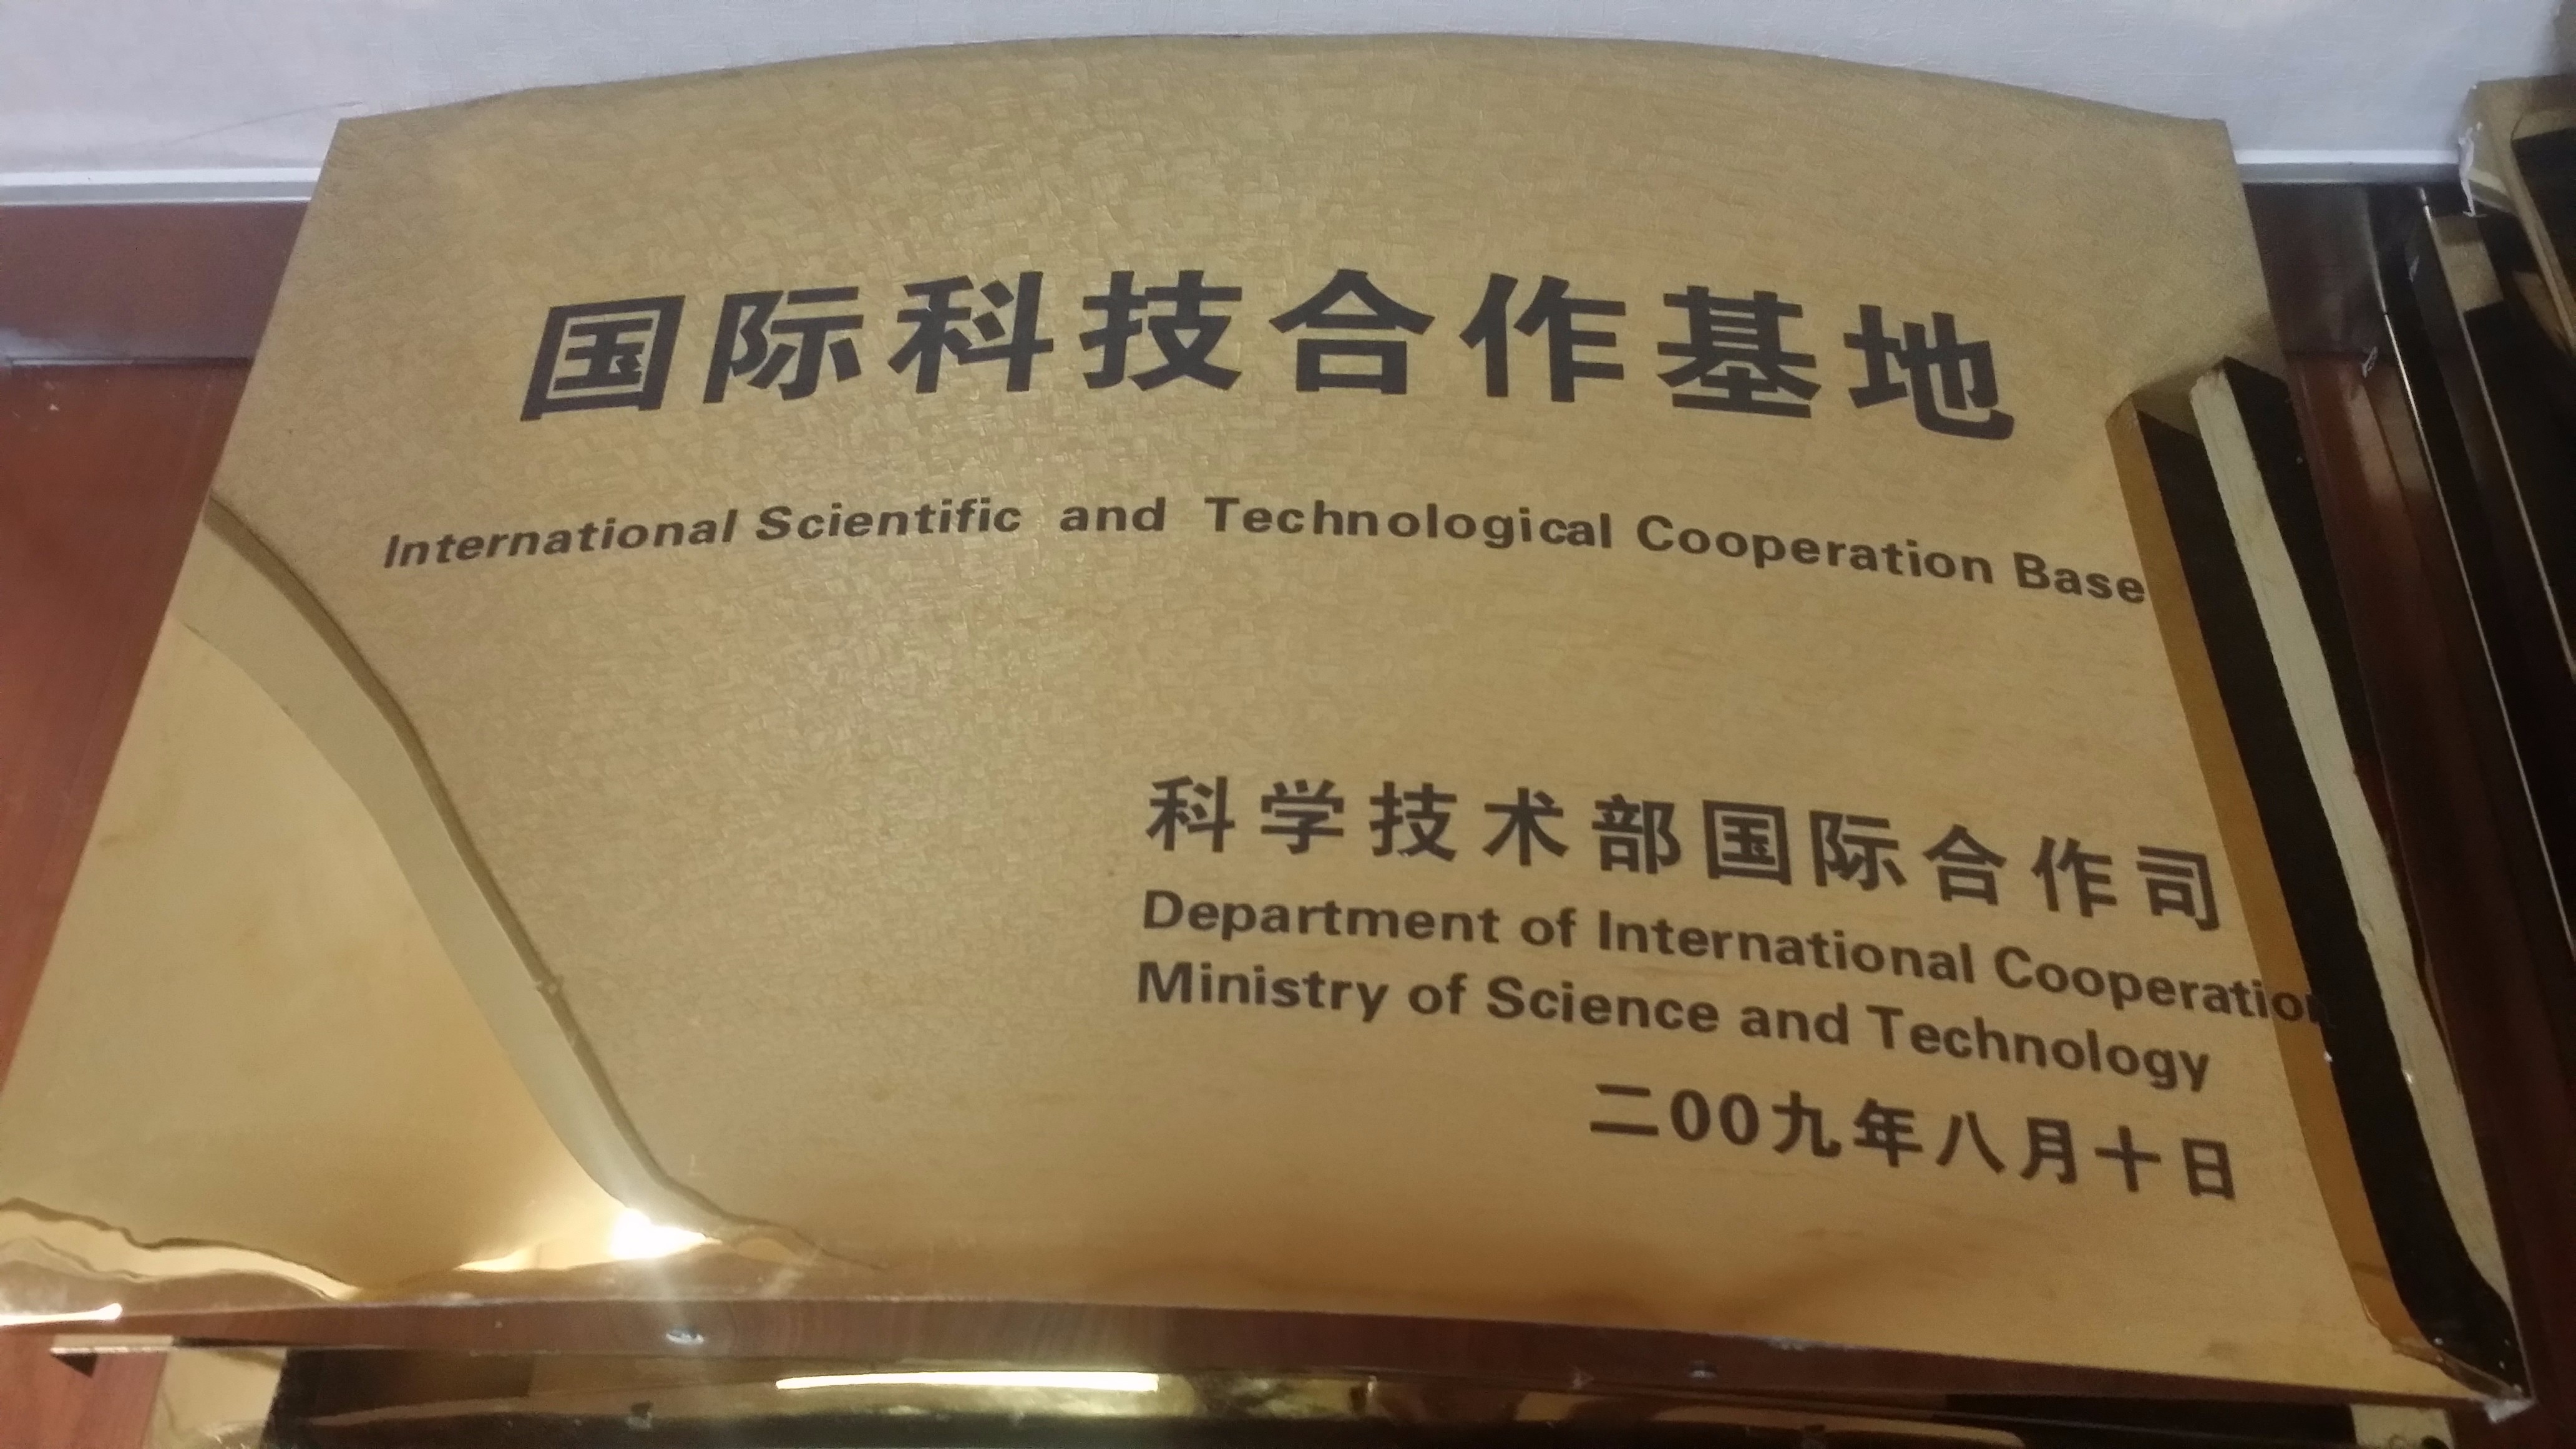 国际科技合作基地
International Scientific and Technological Cooperation Base
科学技术部国际合作司
Department of International Cooperation
Ministry of Science and Technology
二00九年八月十日